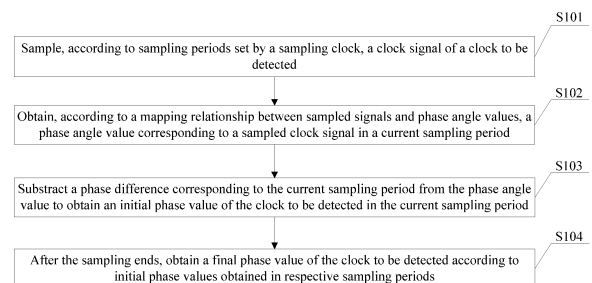 S101
Sample, according to sampling periods set by a sampling clock, a clock signal of a clock to be
detected
S102
Obtain, according to a mapping relationship between sampled signals and phase angle values, a
phase angle value corresponding to a sampled clock signal in a current sampling period
S103
Substract a phase difference corresponding to the current sampling period from the phase angle
value to obtain an initial phase value of the clock to be detected in the current sampling period
S104
After the sampling ends, obtain a final phase value of the clock to be detected according to
initial phase values obtained in respective sampling periods